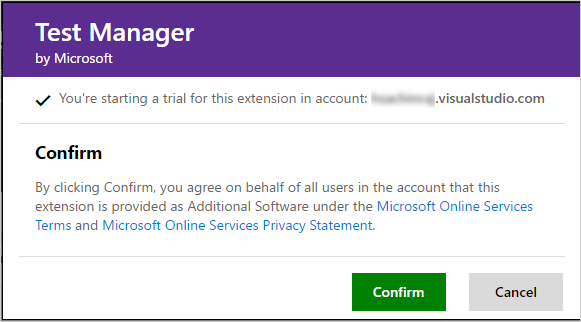 Test Manager
by Microsoft
You're starting a trial for this extension in account: .visualstudio.com
Confirm
By clicking Confirm, you agree on behalf of all users in the account that this
extension is provided as Additional Software under the Microsoft Online Services
Terms and Microsoft Online Services Privacy Statement.
Confirm
Cancel